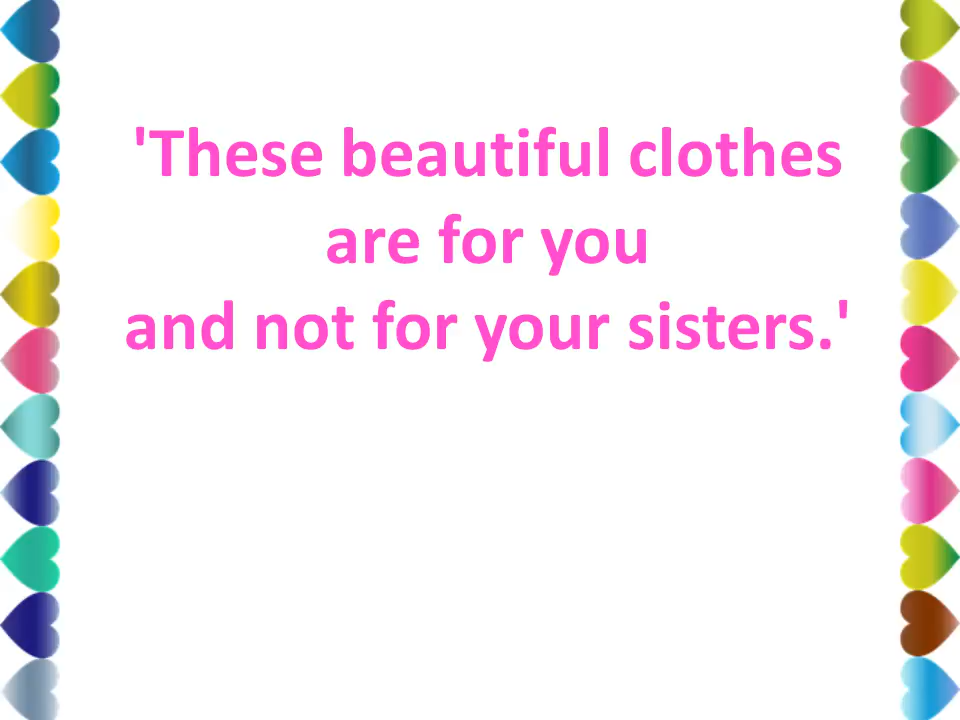 'These beautiful clothes
are for you
and not for your sisters.'